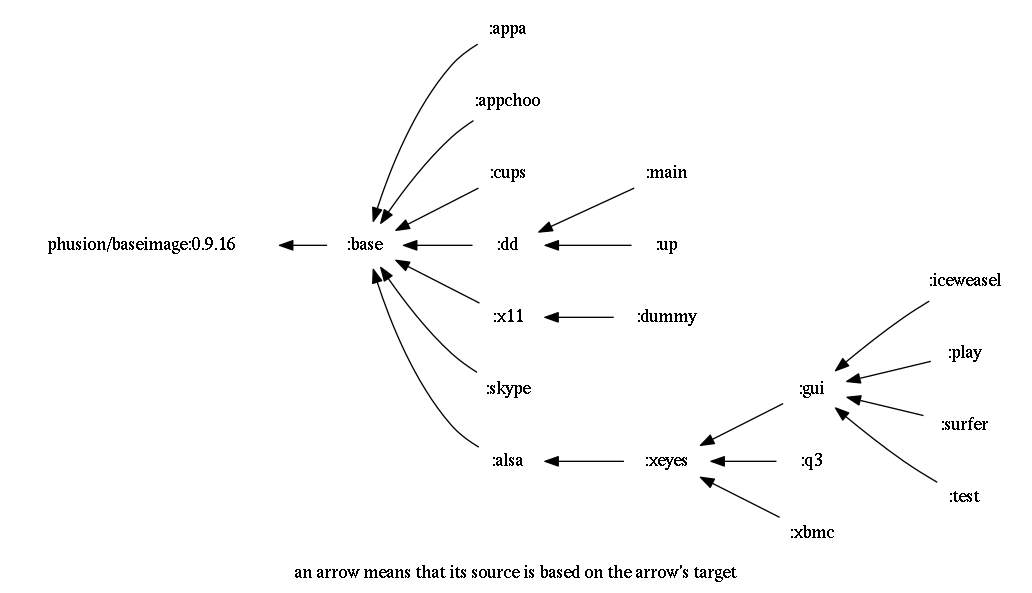 :appa
:appchoo
:cups
:main
phusion/baseimage:0.9.16
:base
:dd
:up
:iceweasel
:x11
:dummy
:play
:skype
:gui
:surfer
:alsa
:xeyes
:q3
:test
:xbmc
an arrow means that its source is based on the arrow's target